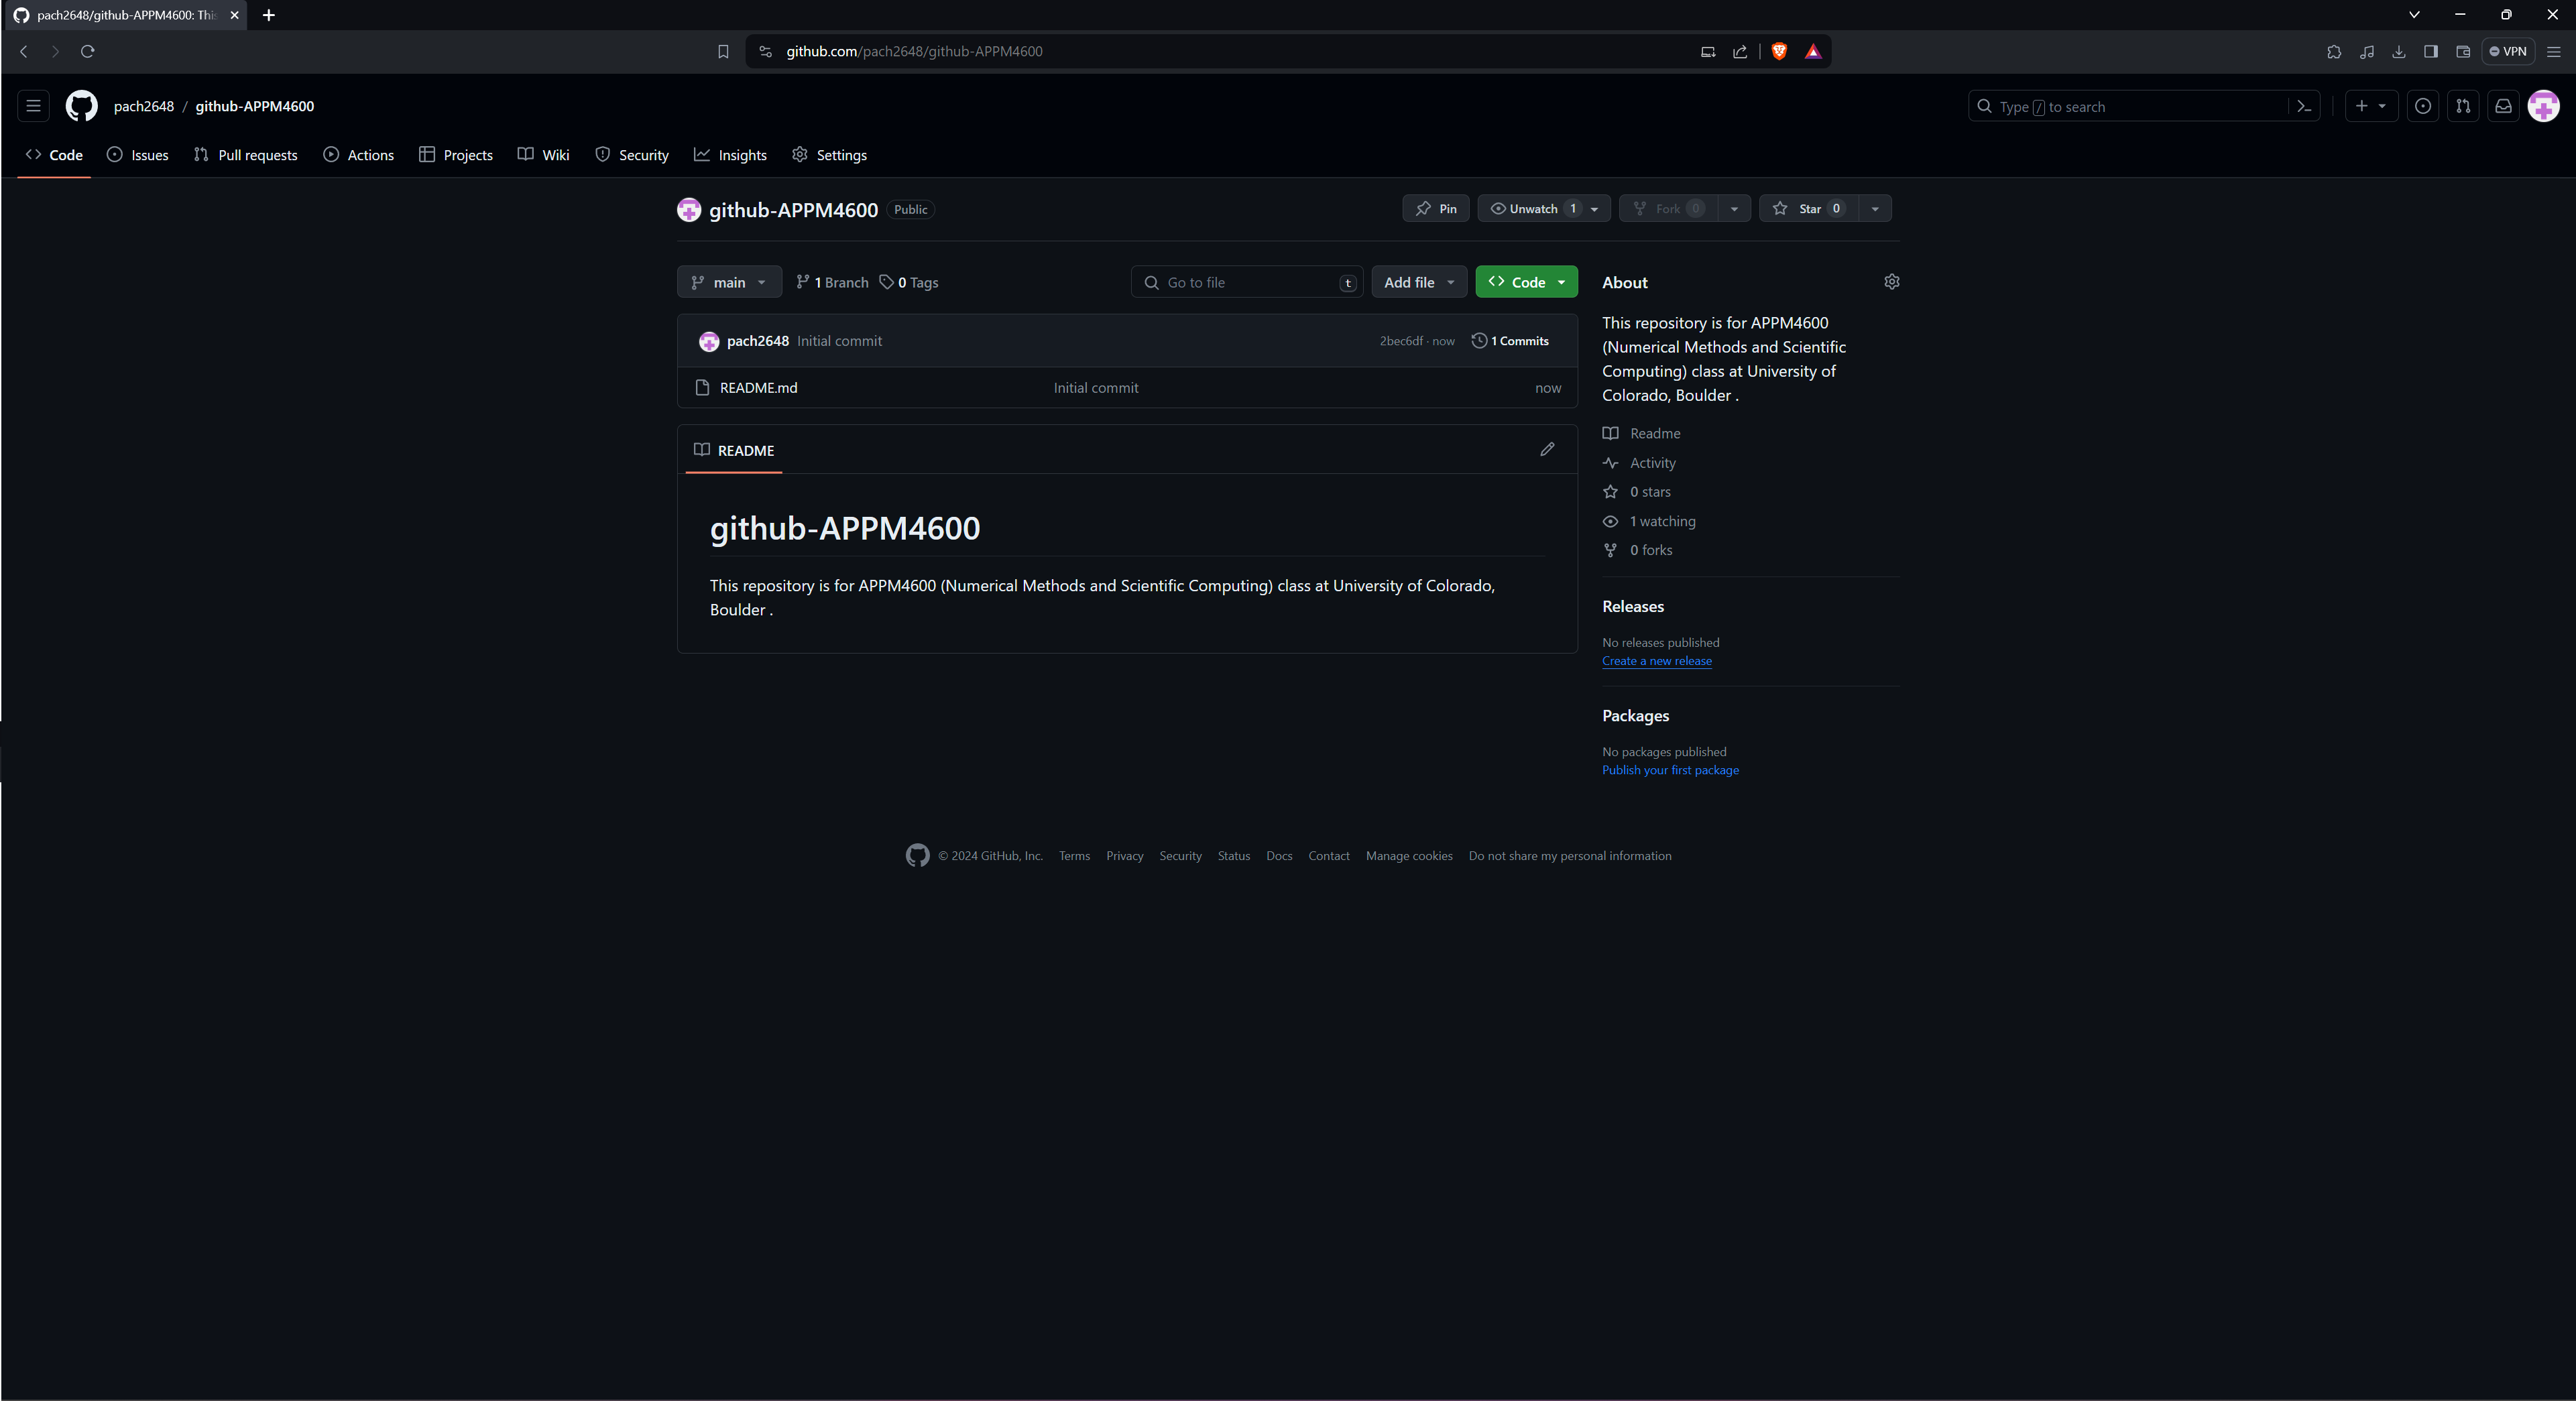 pach2648/github-APPM4600: This
github.com/pach2648/github-APPM4600
VPN
pach2648 / github-APPM4600
Type / to search
Code Issues Pull requests Actions Projects Wiki Security Insights Settings
github-APPM4600 Public
Pin Unwatch 1 Fork 0 Star 0
main 1 Branch 0 Tags
Go to file t Add file Code
pach2648 Initial commit 2bec6df · now 1 Commits
README.md Initial commit now
README
github-APPM4600
This repository is for APPM4600 (Numerical Methods and Scientific Computing) class at University of Colorado,
Boulder .
About
This repository is for APPM4600
(Numerical Methods and Scientific
Computing) class at University of
Colorado, Boulder .
Readme
Activity
0 stars
1 watching
0 forks
Releases
No releases published
Create a new release
Packages
No packages published
Publish your first package
© 2024 GitHub, Inc. Terms Privacy Security Status Docs Contact Manage cookies Do not share my personal information